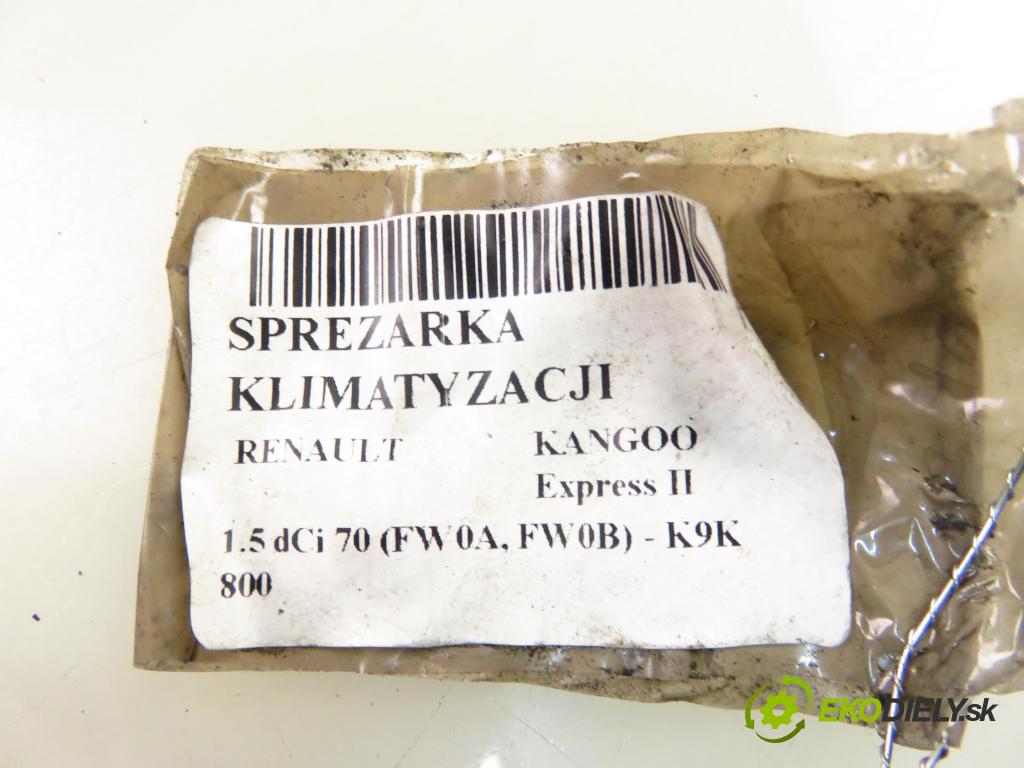 SPREZARKA
KLIMATYZACJI
RENAULT KANGOO
Express II
1.5 dCi 70 (FW0A, FW0B) - K9K
800
EKODIELY.sk